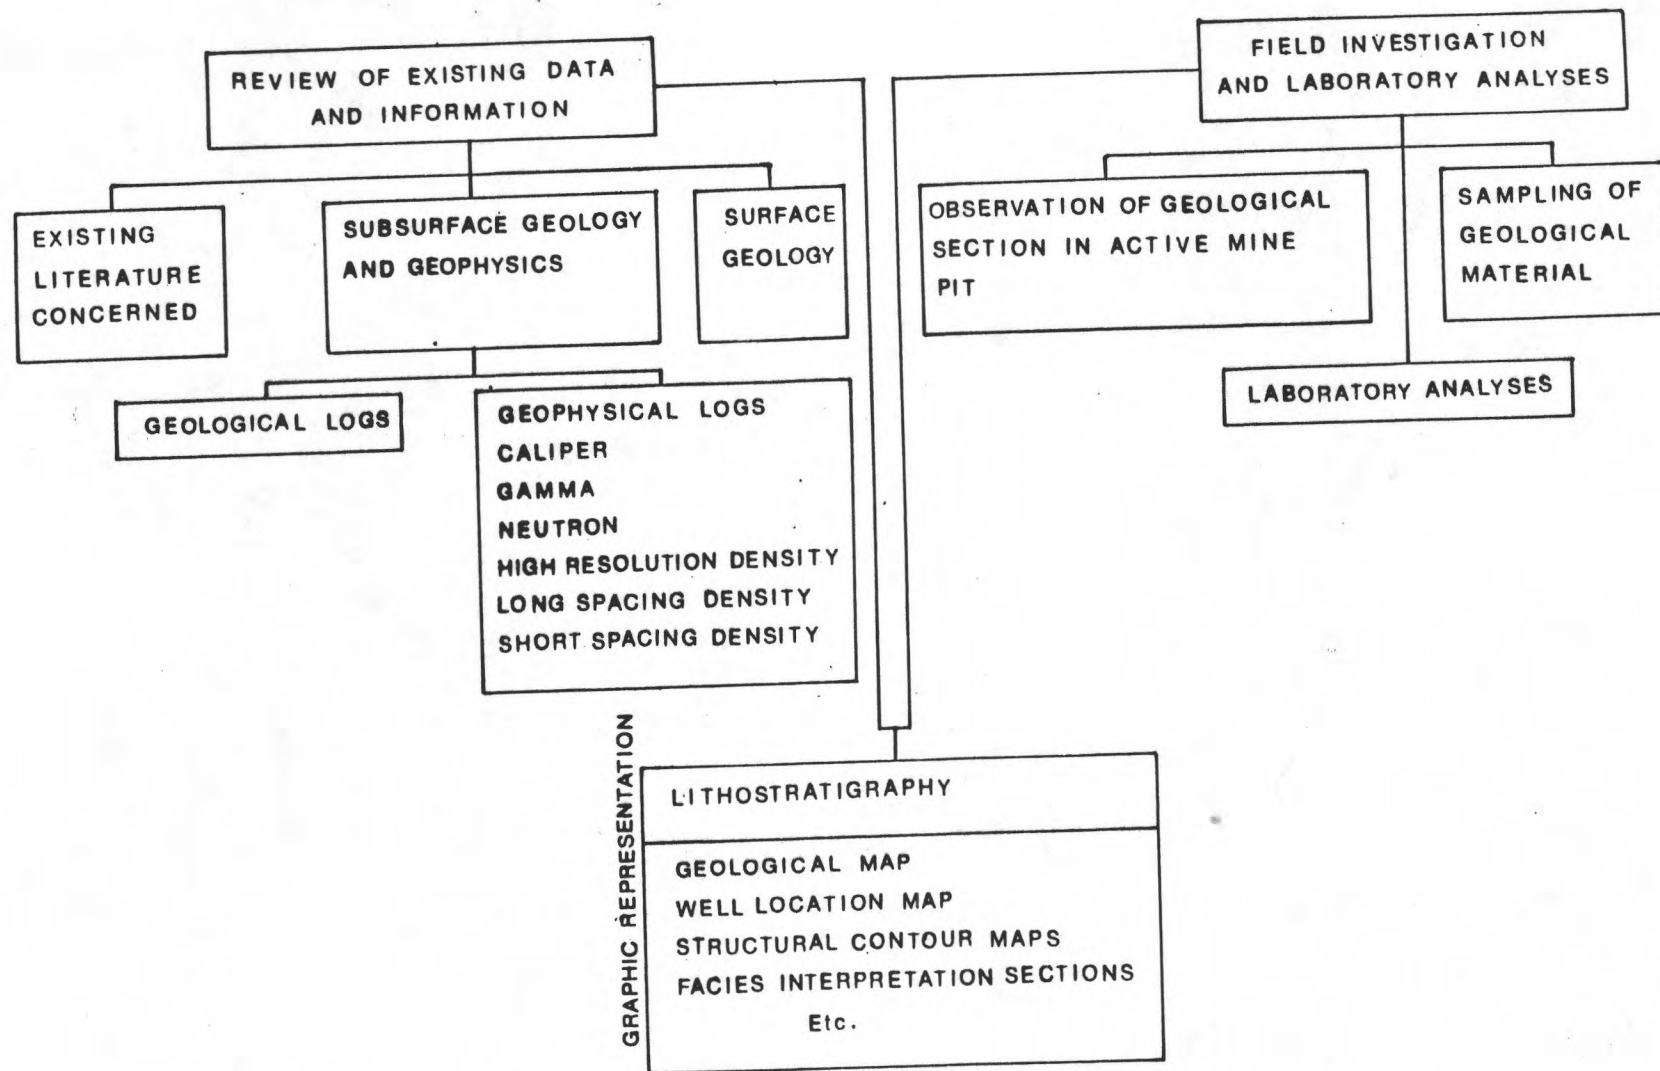 REVIEW OF EXISTING DATA
AND INFORMATION
FIELD INVESTIGATION
AND LABORATORY ANALYSES
EXISTING
LITERATURE
CONCERNED
SUBSURFACE GEOLOGY
AND GEOPHYSICS
SURFACE
GEOLOGY
OBSERVATION OF GEOLOGICAL
SECTION IN ACTIVE MINE
PIT
SAMPLING OF
GEOLOGICAL
MATERIAL
GEOLOGICAL LOGS
GEOPHYSICAL LOGS
CALIPER
GAMMA
NEUTRON
HIGH RESOLUTION DENSITY
LONG SPACING DENSITY
SHORT SPACING DENSITY
LABORATORY ANALYSES
GRAPHIC REPRESENTATION
LITHOSTRATIGRAPHY
GEOLOGICAL MAP
WELL LOCATION MAP
STRUCTURAL CONTOUR MAPS
FACIES INTERPRETATION SECTIONS
Etc.